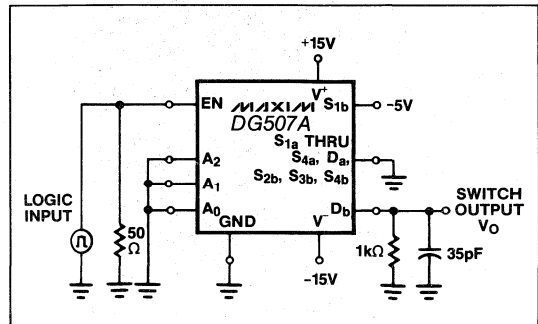 +15V
EN
MAXIM
DG507A
V+
S1b
-5V
S1a THRU
S4a, Da,
S2b, S3b, S4b
A2
A1
A0
GND
V-
Db
LOGIC
INPUT
50
Ω
-15V
1kΩ
35pF
SWITCH
OUTPUT
VO